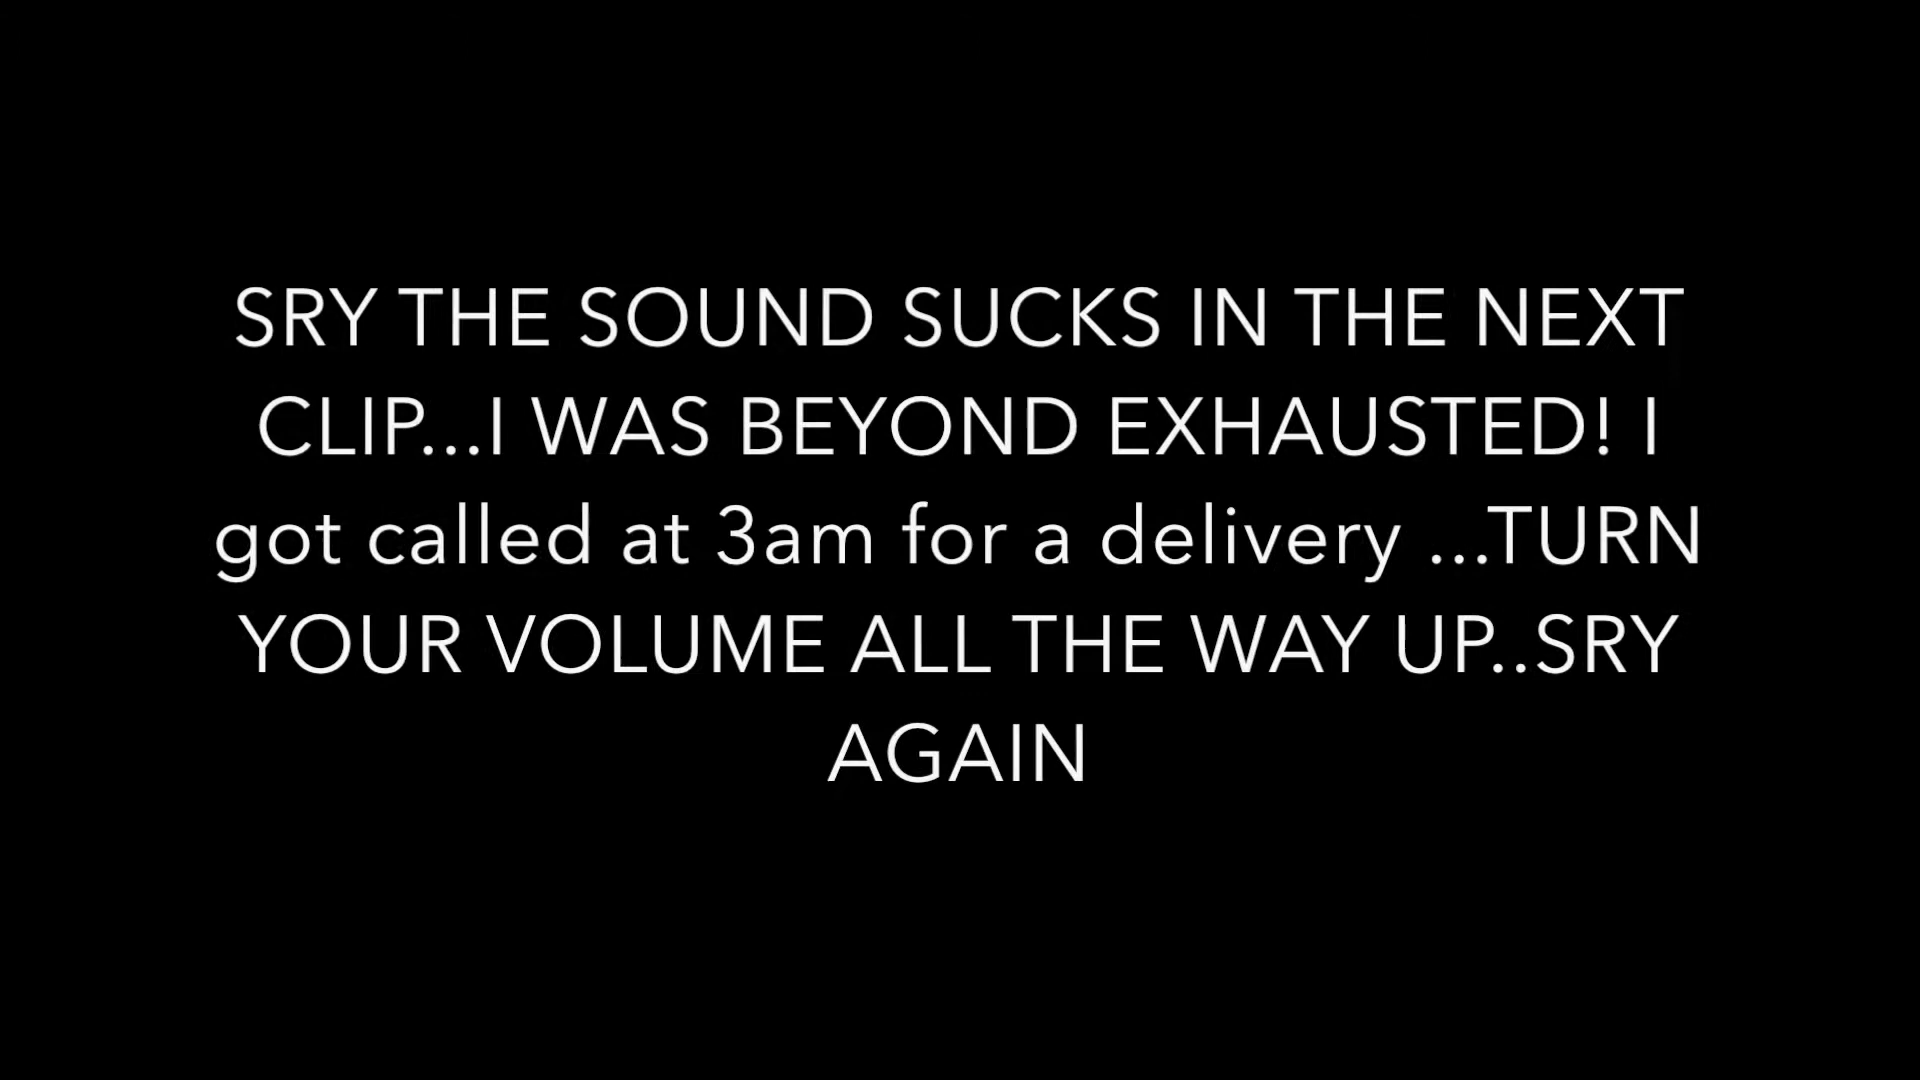 SRY THE SOUND SUCKS IN THE NEXT
CLIP...I WAS BEYOND EXHAUSTED! I
got called at 3am for a delivery ...TURN
YOUR VOLUME ALL THE WAY UP..SRY
AGAIN